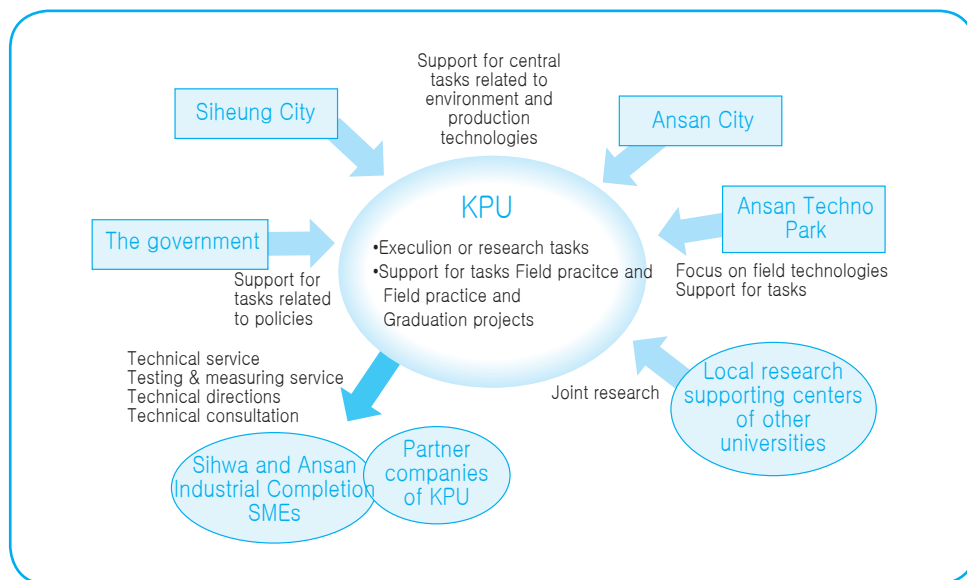 Support for central
tasks related to
environment and
production
technologies
Siheung City
Ansan City
The government
Support for
tasks related
to policies
KPU
•Execulion or research tasks
•Support for tasks Field pracitce and
Field practice and
Graduation projects
Ansan Techno
Park
Focus on field technologies
Support for tasks
Technical service
Testing & measuring service
Technical directions
Technical consultation
Joint research
Local research
supporting centers
of other
universities
Sihwa and Ansan
Industrial Completion
SMEs
Partner
companies
of KPU